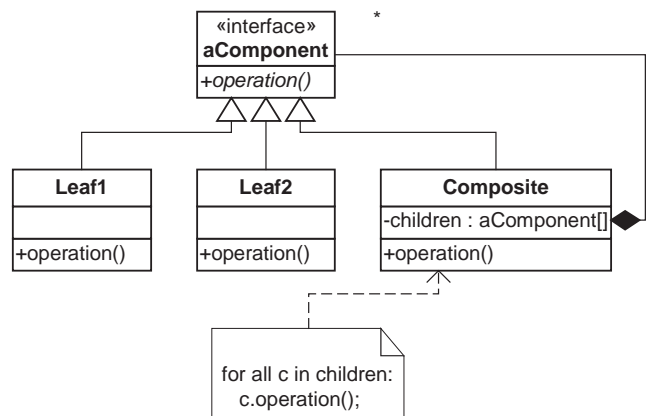 «interface»
*
aComponent
+operation()
Leaf1
Leaf2
Composite
-children : aComponent[]
+operation()
+operation()
+operation()
for all c in children:
c.operation();